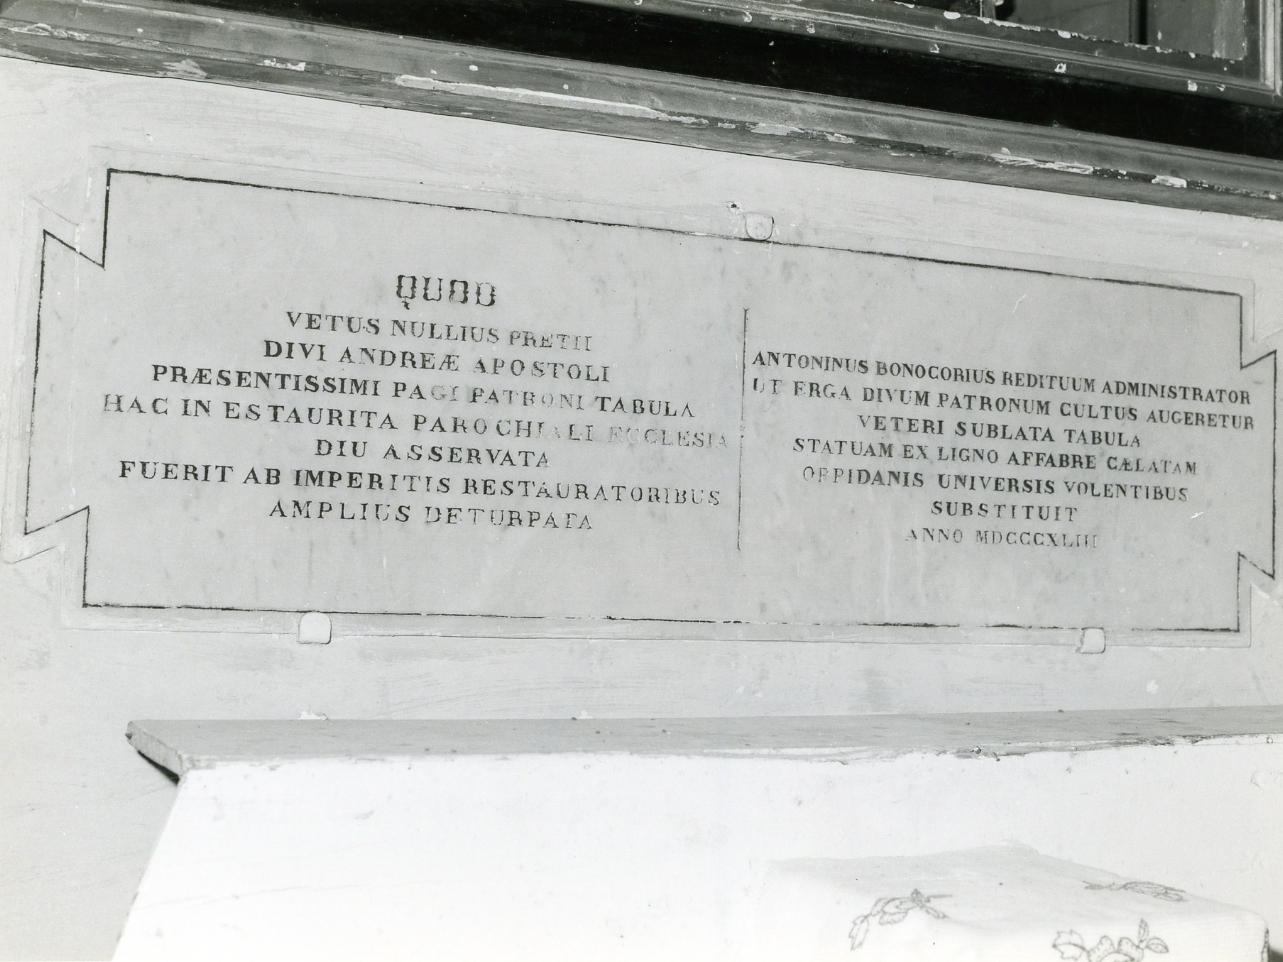 QUOD
VETUS NULLIUS PRETII
DIVI ANDREÆ APOSTOLI
PRÆSENTISSIMI PAGI PATRONI TABULA
HAC IN ESTAURITA PAROCHIALI ECCLESIA
DIU ASSERVATA
FUERIT AB IMPERITIS RESTAURATORIBUS
AMPLIUS DETURPATA
ANTONINUS BONOCORIUS REDITUUM ADMINISTRATOR
UT ERGA DIVUM PATRONUM CULTUS AUGERETUR
VETERI SUBLATA TABULA
STATUAM EX LIGNO AFFABRE CÆLATAM
OPPIDANIS UNIVERSIS VOLENTIBUS
SUBSTITUIT
ANNO MDCCCXLIII